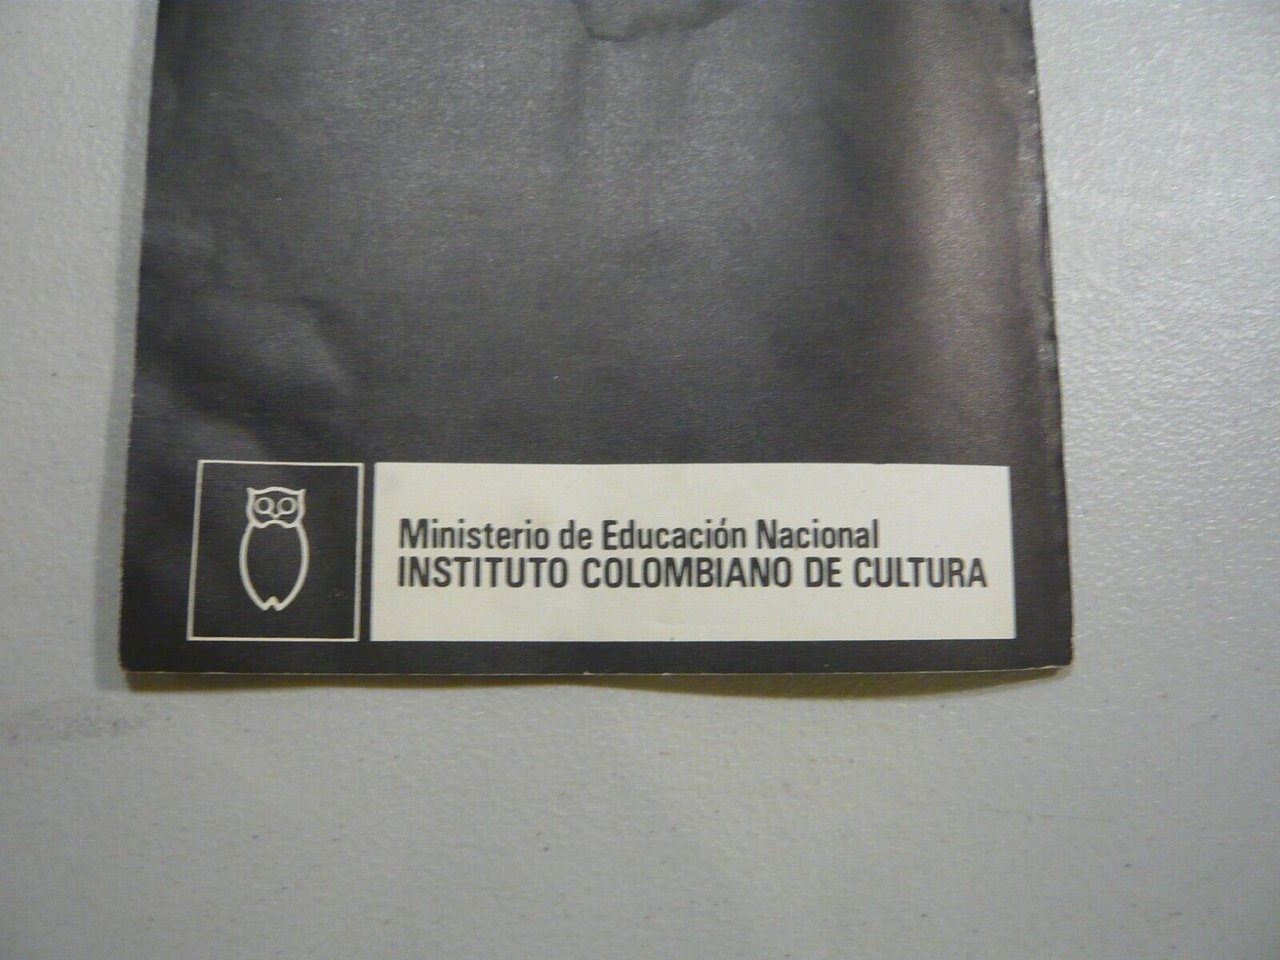 Ministerio de Educación Nacional
INSTITUTO COLOMBIANO DE CULTURA